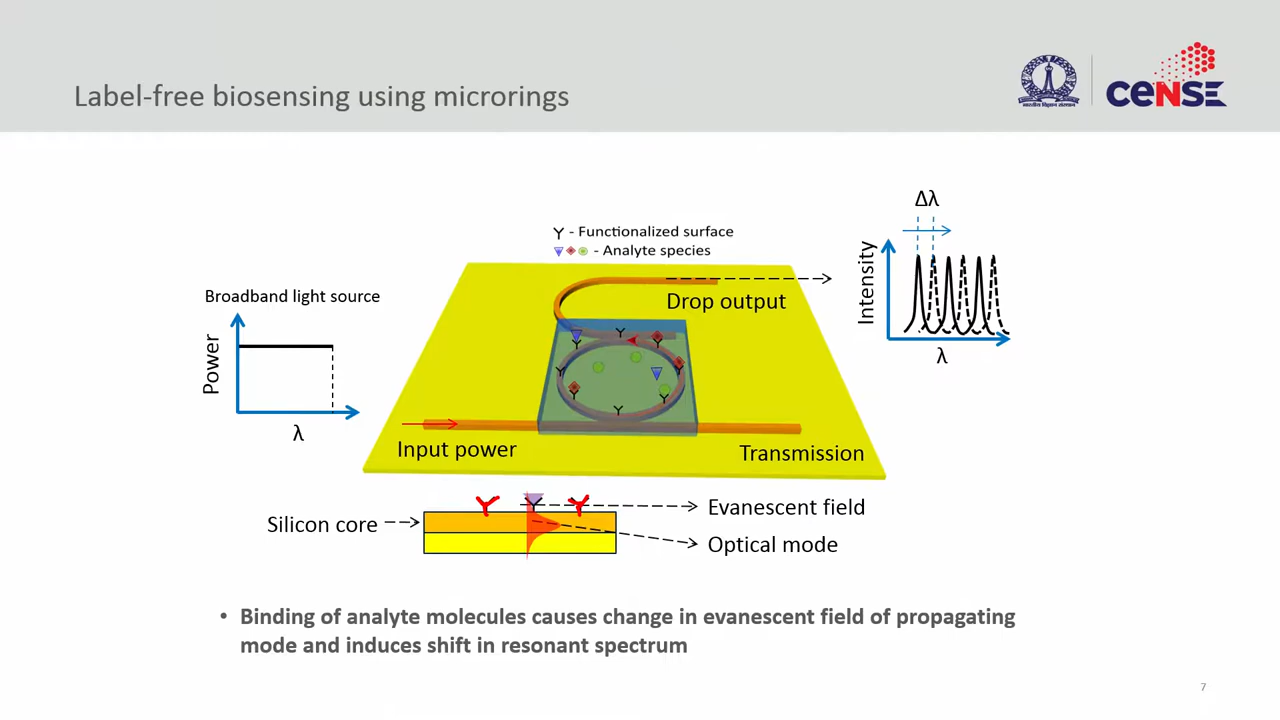 Label-free biosensing using microrings
CeNSE
Δλ
- Functionalized surface
- Analyte species
Intensity
λ
Broadband light source
Power
λ
Drop output
Input power
Transmission
Silicon core
Evanescent field
Optical mode
• Binding of analyte molecules causes change in evanescent field of propagating
mode and induces shift in resonant spectrum
7